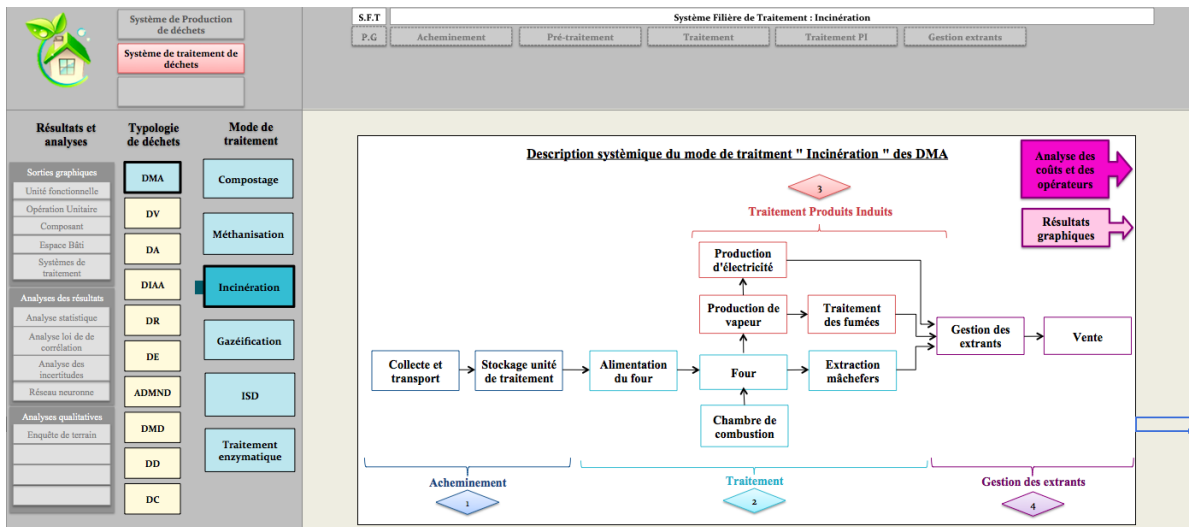 Système de Production
de déchets
Système de traitement de
déchets
S.F.T
Système Filière de Traitement : Incinération
P.G
Acheminement
Pré-traitement
Traitement
Traitement PI
Gestion extrants
Résultats et
analyses
Typologie
de déchets
Mode de
traitement
Sorties graphiques
Unité fonctionnelle
Opération Unitaire
Composant
Espace Bâti
Systèmes de
traitement
Analyses des résultats
Analyse statistique
Analyse loi de de
corrélation
Analyse des
incertitudes
Réseau neuronne
Analyses qualitatives
Enquête de terrain
DMA
DV
DA
DIAA
DR
DE
ADMND
DMD
DD
DC
Compostage
Méthanisation
Incinération
Gazéification
ISD
Traitement
enzymatique
Description systèmique du mode de traitment " Incinération " des DMA
Analyse des
coûts et des
opérateurs
Résultats
graphiques
3
Traitement Produits Induits
Production
d'électricité
Production de
vapeur
Traitement
des fumées
Gestion des
extrants
Vente
Collecte et
transport
Stockage unité
de traitement
Alimentation
du four
Four
Extraction
mâchefers
Chambre de
combustion
Acheminement
1
Traitement
2
Gestion des extrants
4